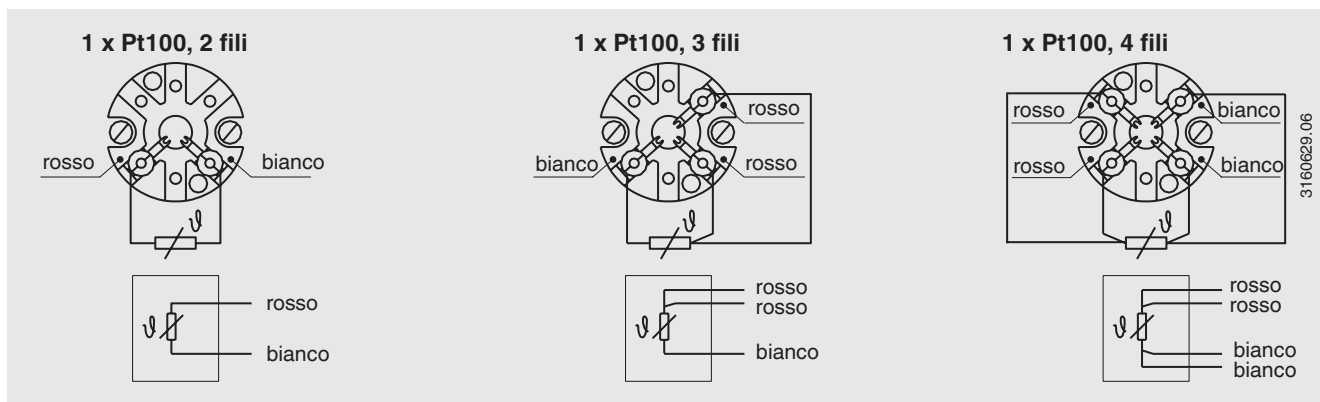 1 x Pt100, 2 fili
rosso
bianco
ϑ
ϑ
rosso
bianco
1 x Pt100, 3 fili
rosso
bianco
rosso
ϑ
ϑ
rosso
rosso
bianco
1 x Pt100, 4 fili
rosso
bianco
rosso
bianco
ϑ
ϑ
rosso
rosso
bianco
bianco
3160629.06